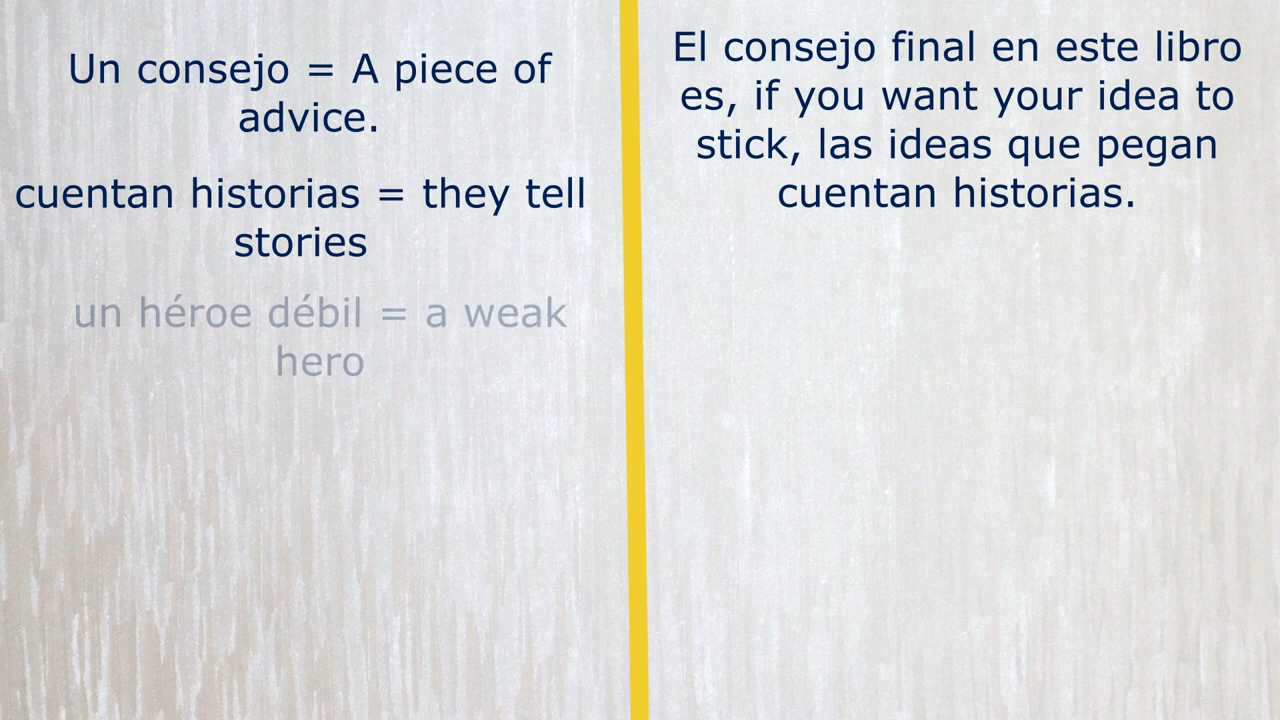 Un consejo = A piece of
advice.
cuentan historias = they tell
stories
un héroe débil = a weak
hero
El consejo final en este libro
es, if you want your idea to
stick, las ideas que pegan
cuentan historias.